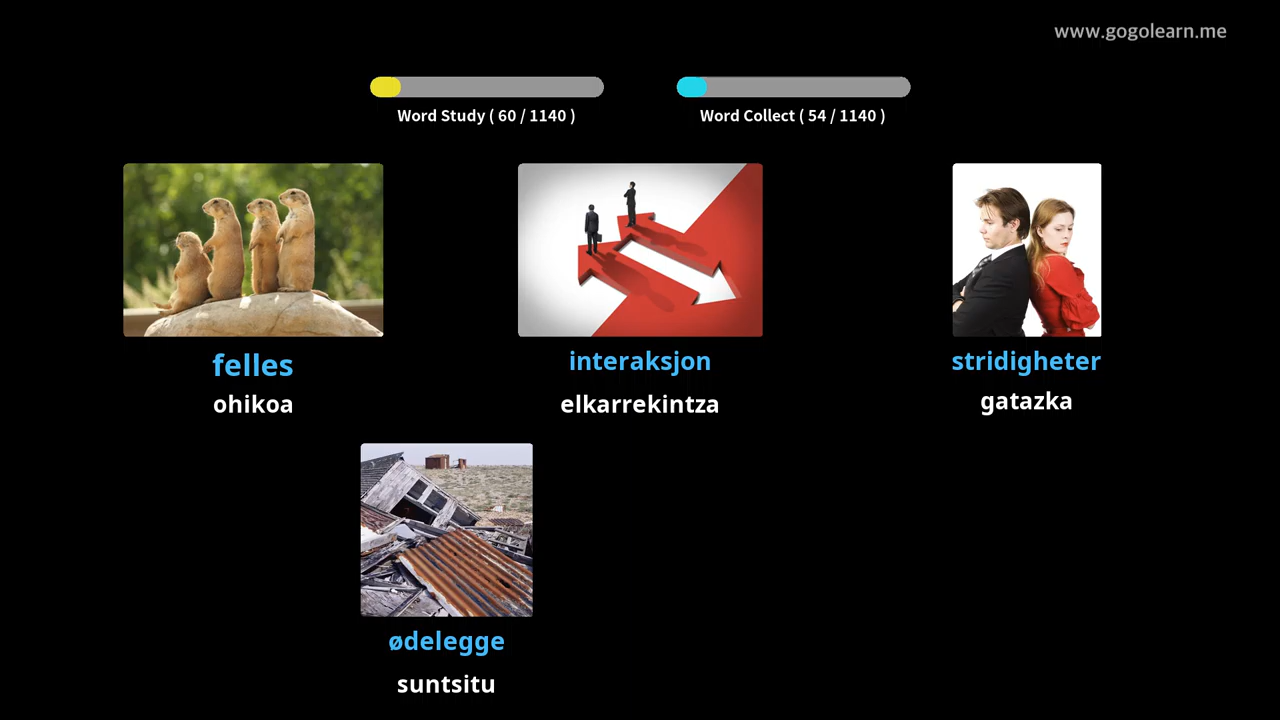 www.gogolearn.me
Word Study ( 60 / 1140 )
Word Collect ( 54 / 1140 )
felles
ohikoa
interaksjon
elkarrekintza
stridigheter
gatazka
ødelegge
suntsitu